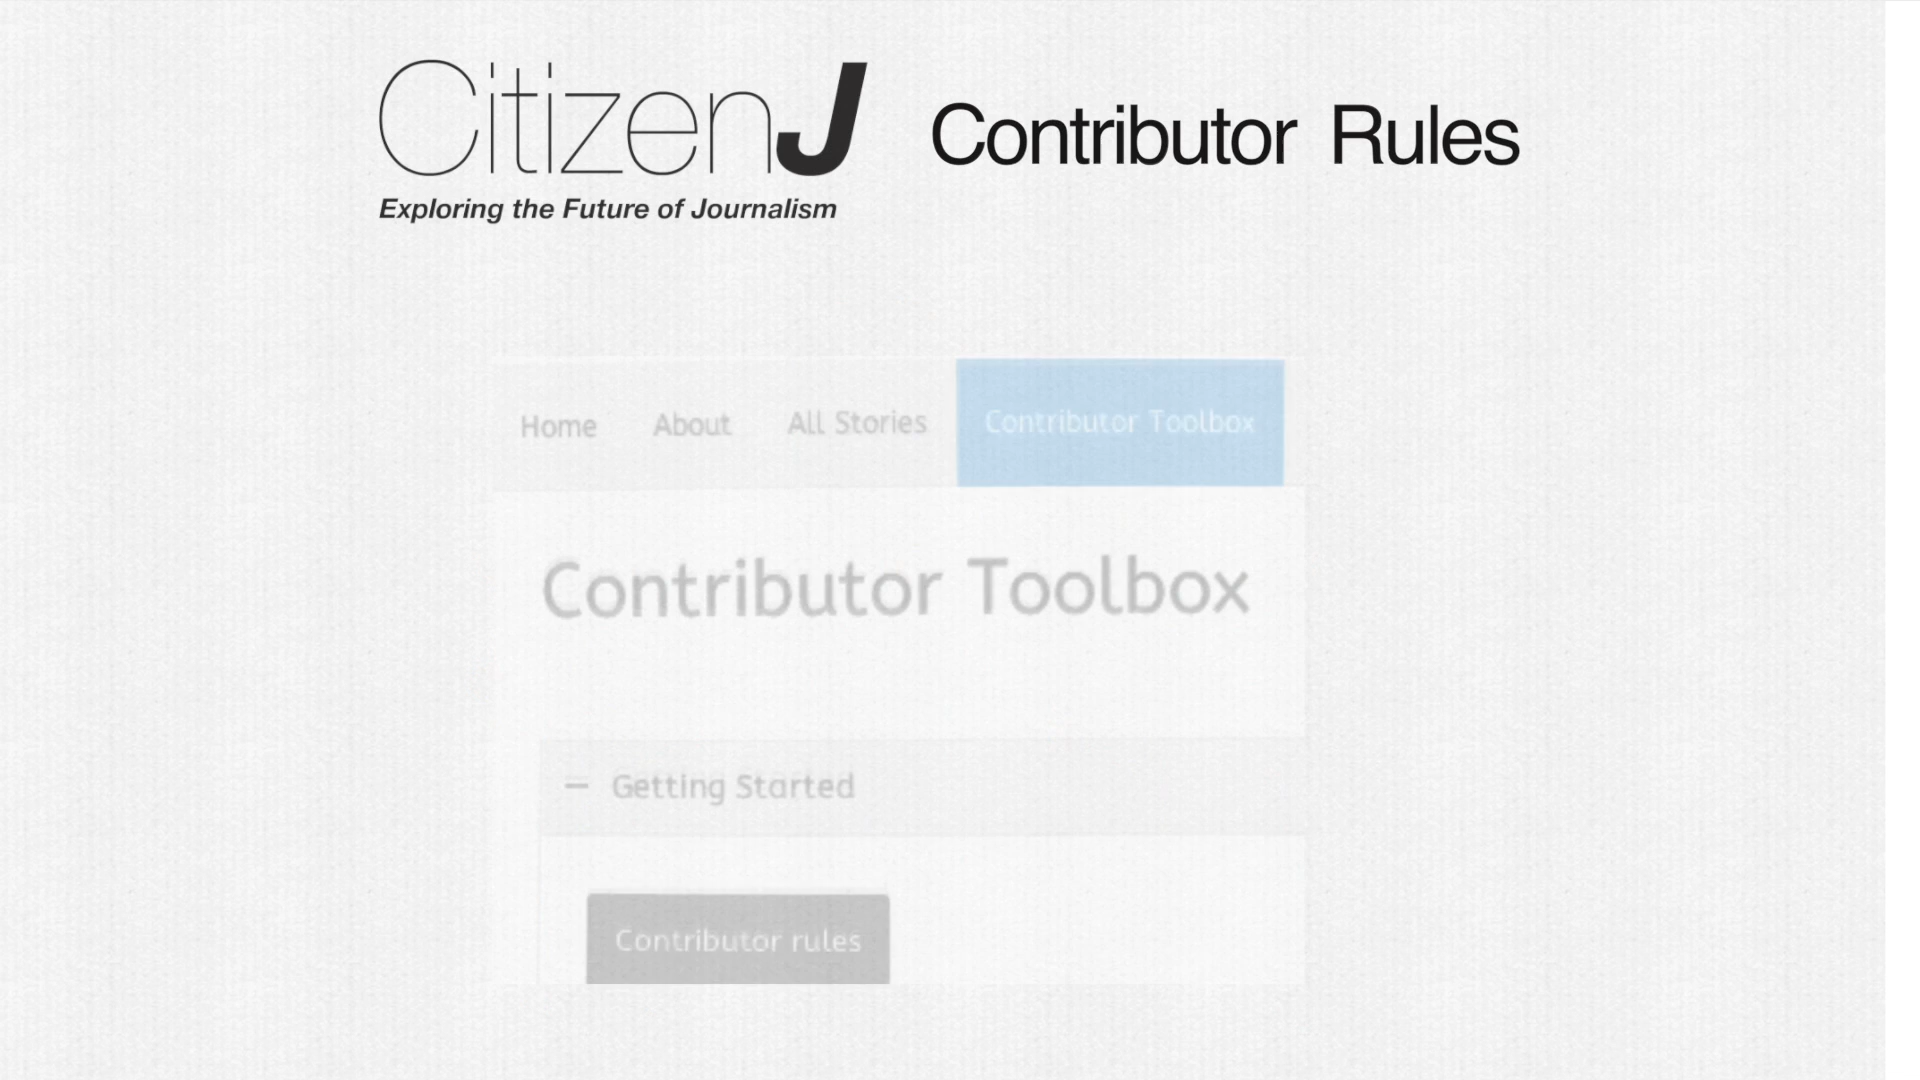 CitizenJ Contributor Rules
Exploring the Future of Journalism
Home About All Stories Contributor Toolbox
Contributor Toolbox
— Getting Started
Contributor rules